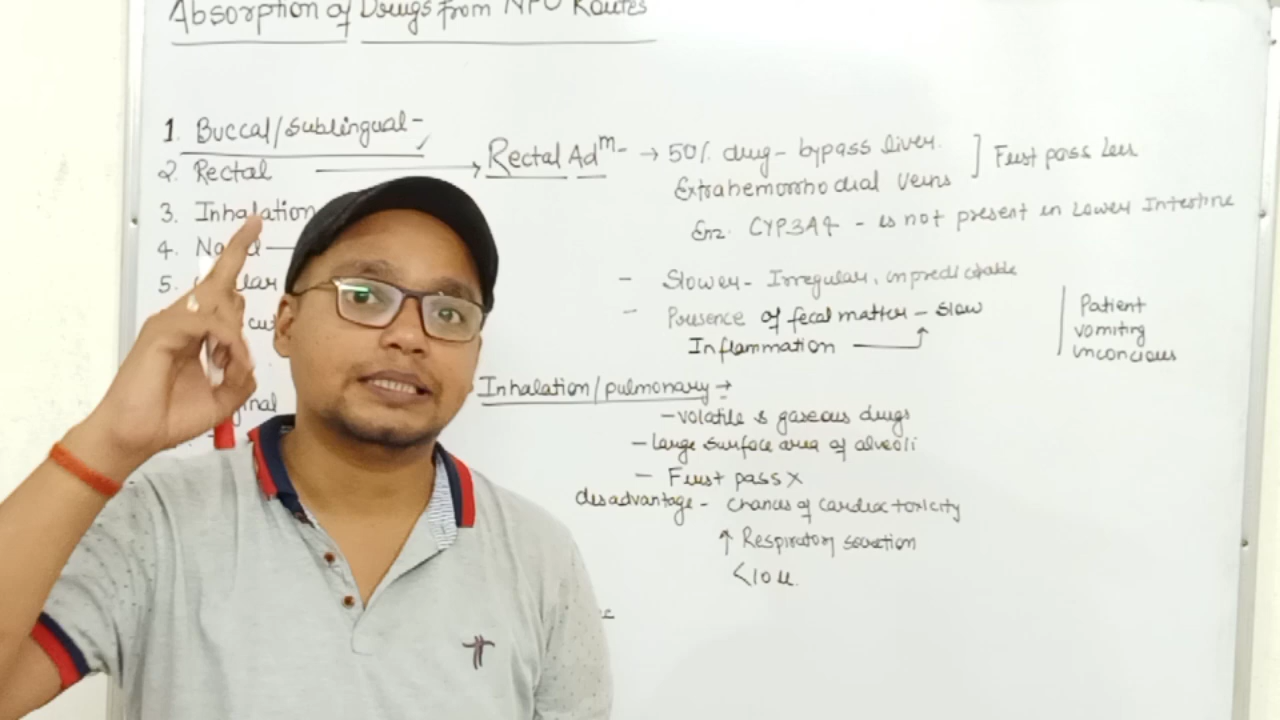 Absorption of Drugs from NPO Routes
1. Buccal/Sublingual-
2. Rectal
3. Inhalation
4.
5.
Rectal Adm- → 50% drug - bypass liver.
Extrahemorrhodial veins
] First pass Less
Enz. CYP3A4 - is not present in Lower Intestine
- Slower - Irregular, unpredictable
- Presence of fecal matter - slow
Inflammation
Patient
vomiting
unconcious
Inhalation/pulmonary →
- volatile & gaseous drugs
- large surface area of alveoli
- First pass X
disadvantage - Chances of cardiac toxicity
↑ Respiratory secretion
<10 u.